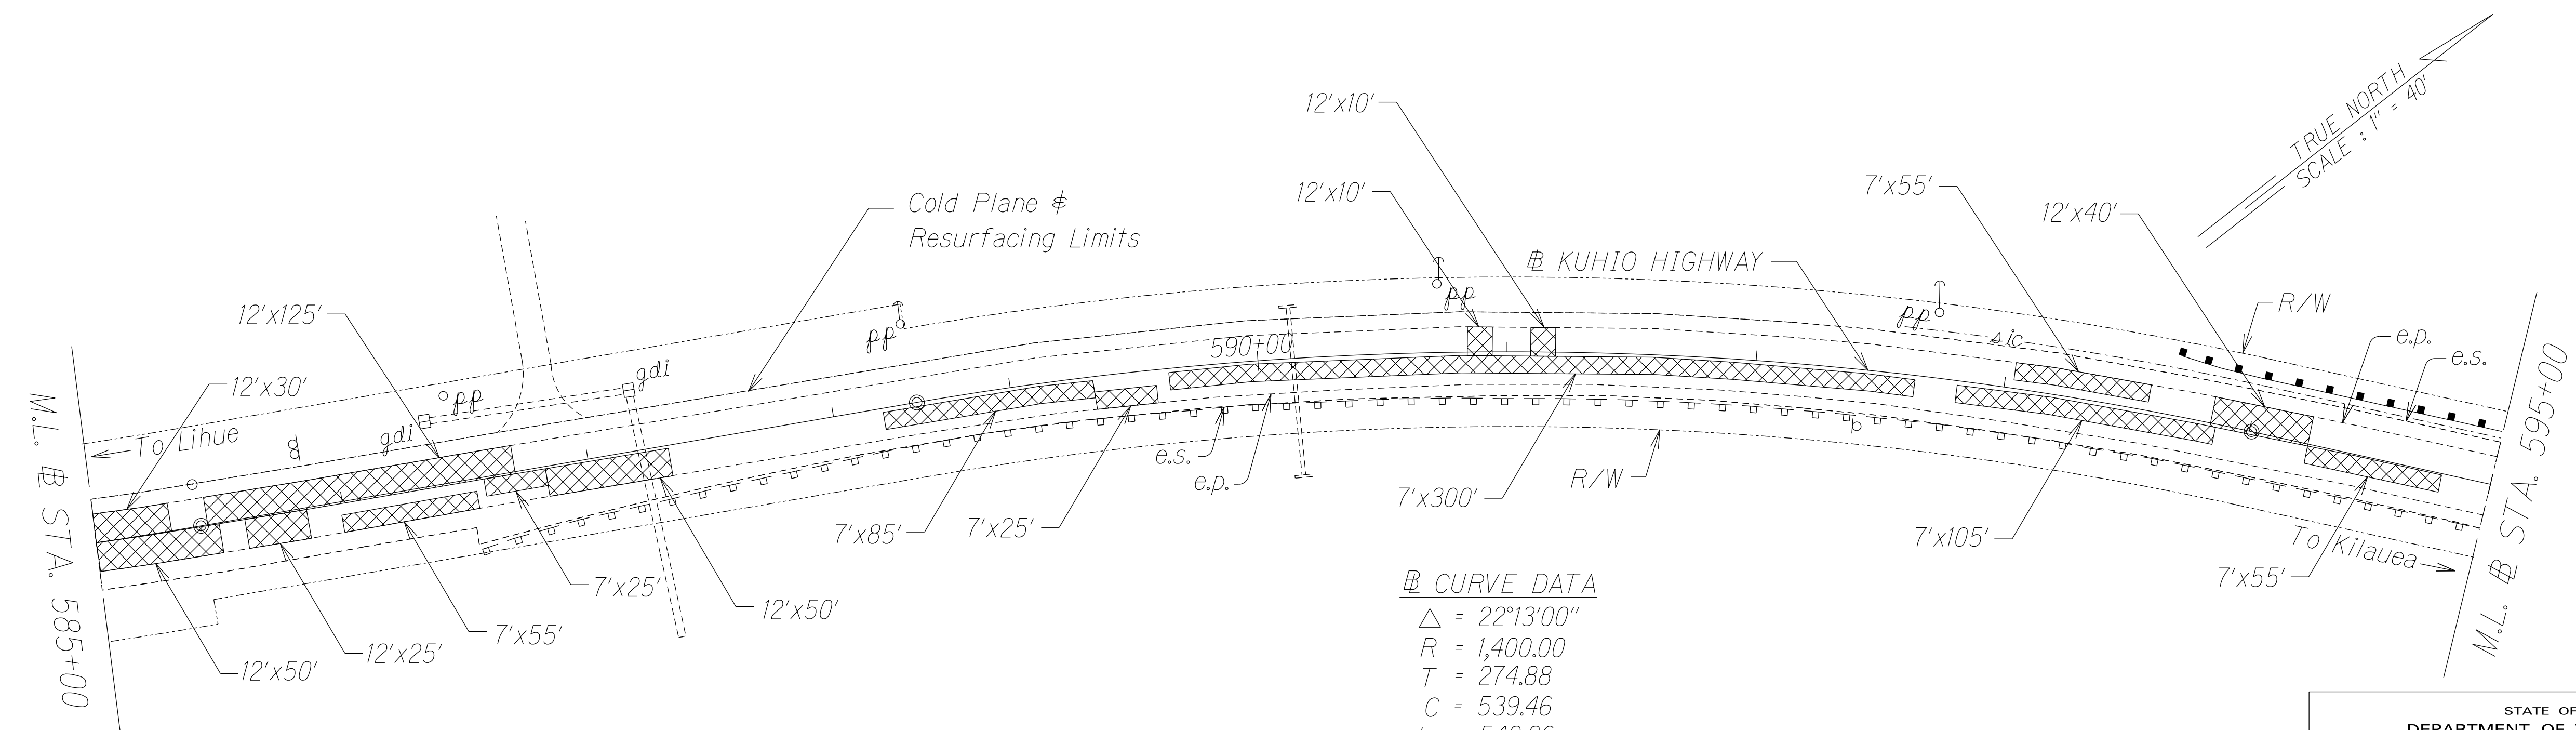 TRUE NORTH
SCALE : 1" = 40'
12'x10'
12'x10'
7'x55'
12'x40'
Cold Plane &
Resurfacing Limits
℄ KUHIO HIGHWAY
R/W
e.p.
e.s.
pp
pp
pp
sic
590+00
12'x125'
12'x30'
To Lihue
pp
gdi
gdi
M.L. ℄ STA. 585+00
M.L. ℄ STA. 595+00
e.s.
e.p.
R/W
7'x300'
7'x85'
7'x25'
7'x105'
To Kilauea
7'x55'
7'x25'
12'x50'
7'x55'
12'x25'
12'x50'
℄ CURVE DATA
△ = 22°13'00"
R = 1,400.00
T = 274.88
C = 539.46
STATE OF
DEPARTMENT OF